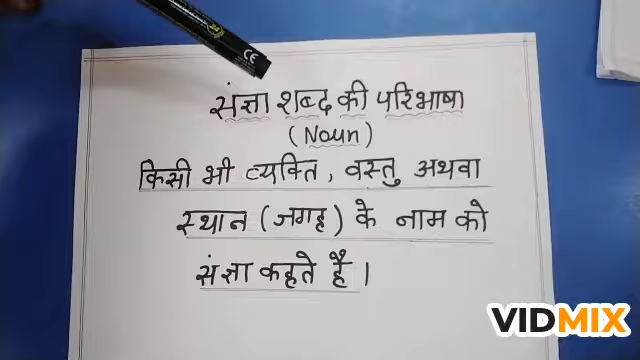 संज्ञा शब्द की परिभाषा
(Noun)
किसी भी व्यक्ति, वस्तु अथवा
स्थान (जगह) के नाम को
संज्ञा कहते है।
VIDMIX